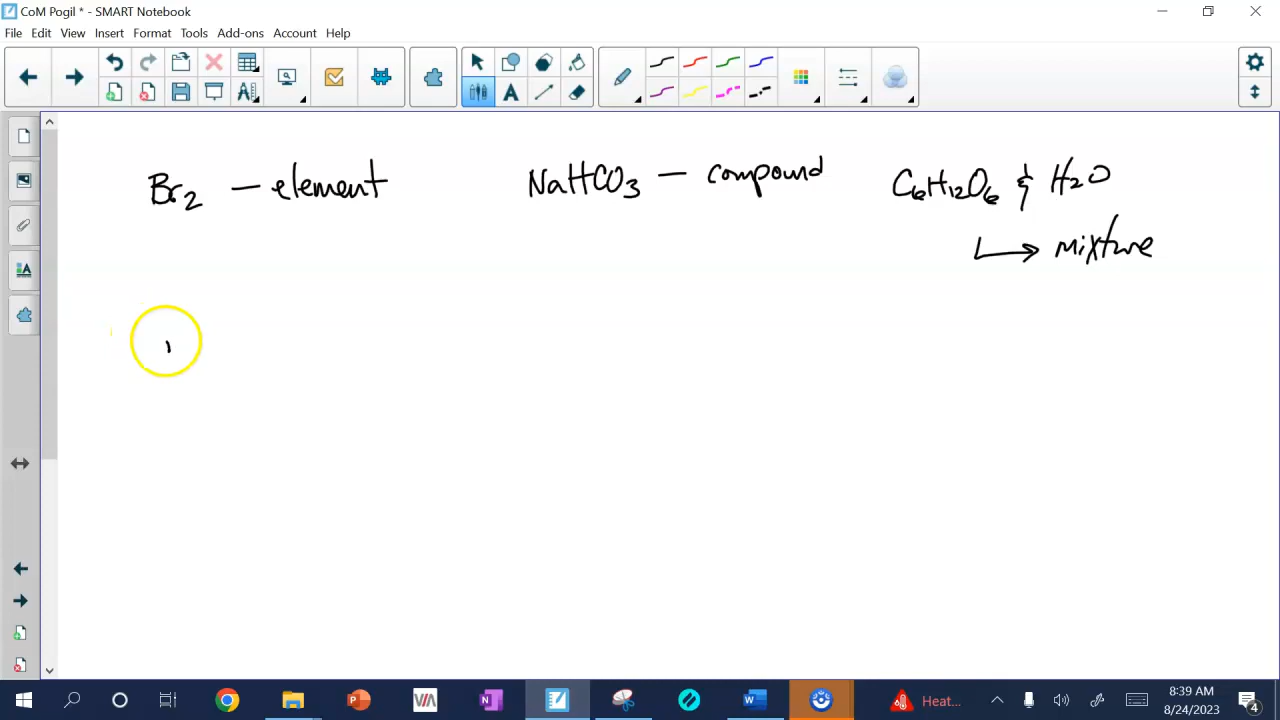 CoM Pogil * - SMART Notebook
File Edit View Insert Format Tools Add-ons Account Help
Br2 — element NaHCO3 — compound C6H12O6 & H2O
mixture
Heat...
8:39 AM
8/24/2023
4